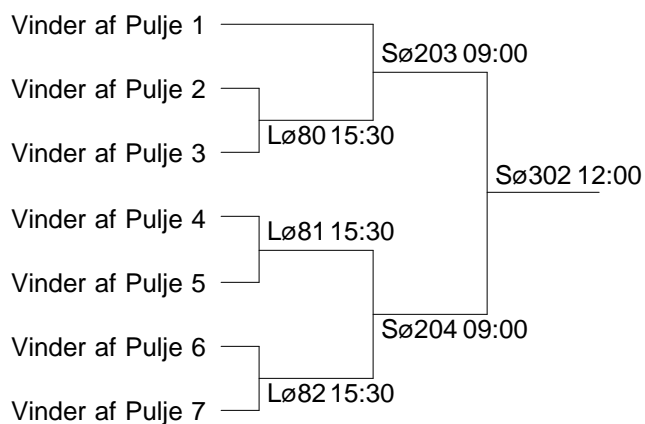 Vinder af Pulje 1
Sø203 09:00
Vinder af Pulje 2
Lø80 15:30
Vinder af Pulje 3
Sø302 12:00
Vinder af Pulje 4
Lø81 15:30
Vinder af Pulje 5
Sø204 09:00
Vinder af Pulje 6
Lø82 15:30
Vinder af Pulje 7